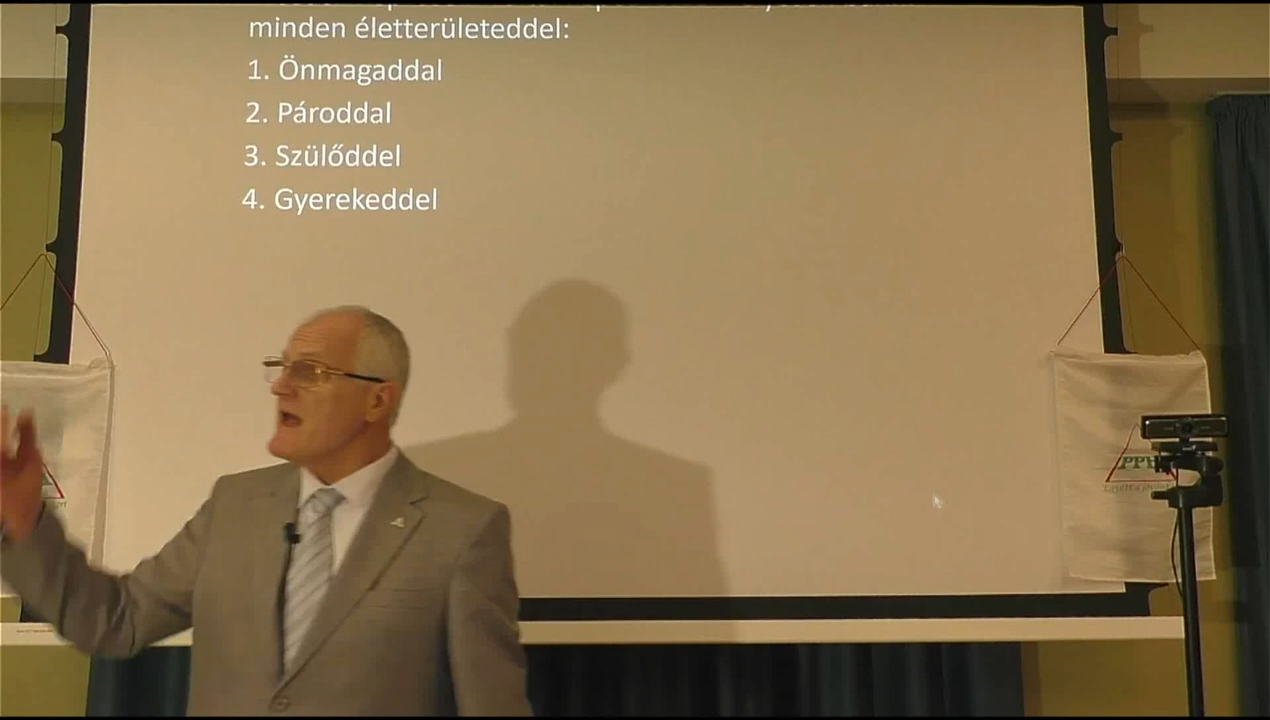 minden életterületeddel:
1. Önmagaddal
2. Pároddal
3. Szülőddel
4. Gyerekeddel